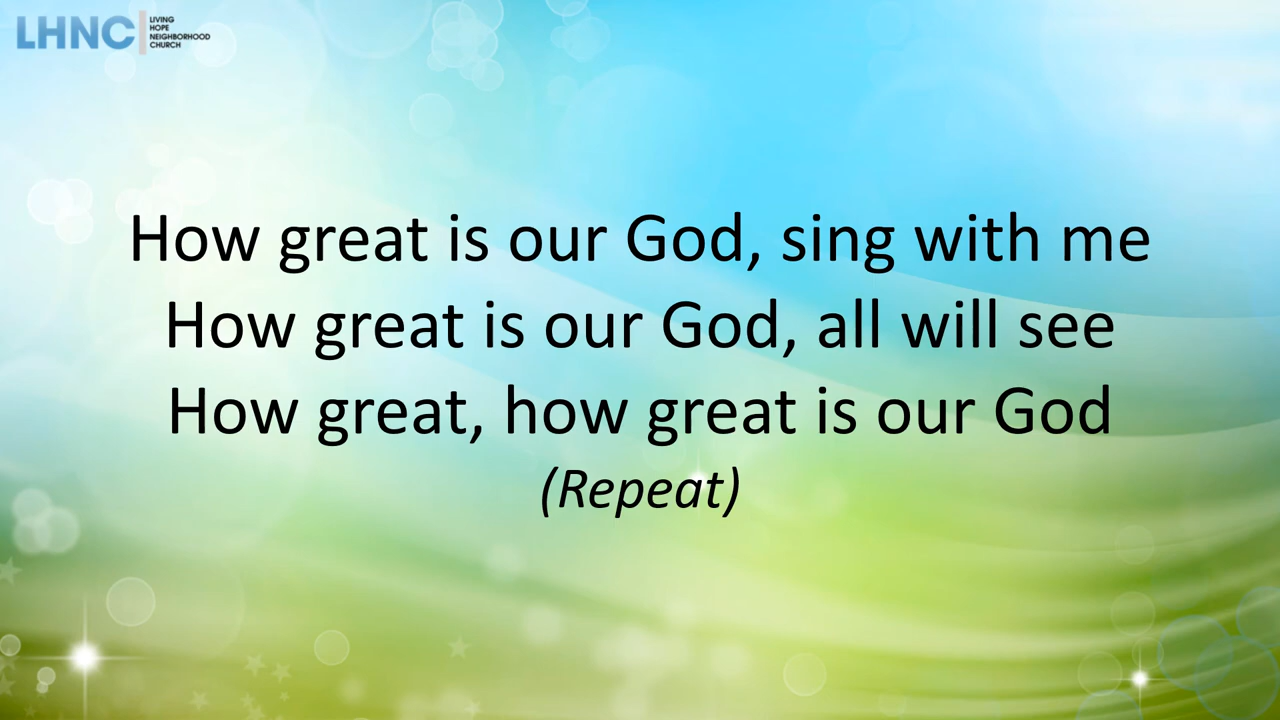 LHNC
LIVING
HOPE
NEIGHBORHOOD
CHURCH
How great is our God, sing with me
How great is our God, all will see
How great, how great is our God
(Repeat)